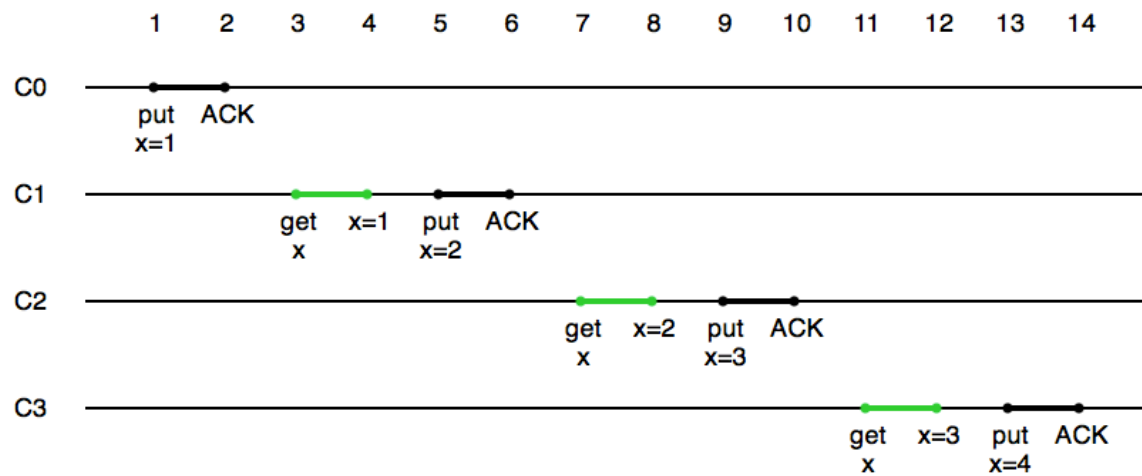 1 2 3 4 5 6 7 8 9 10 11 12 13 14
C0
put ACK
x=1
C1
get x=1 put ACK
x x=2
C2
get x=2 put ACK
x x=3
C3
get x=3 put ACK
x x=4